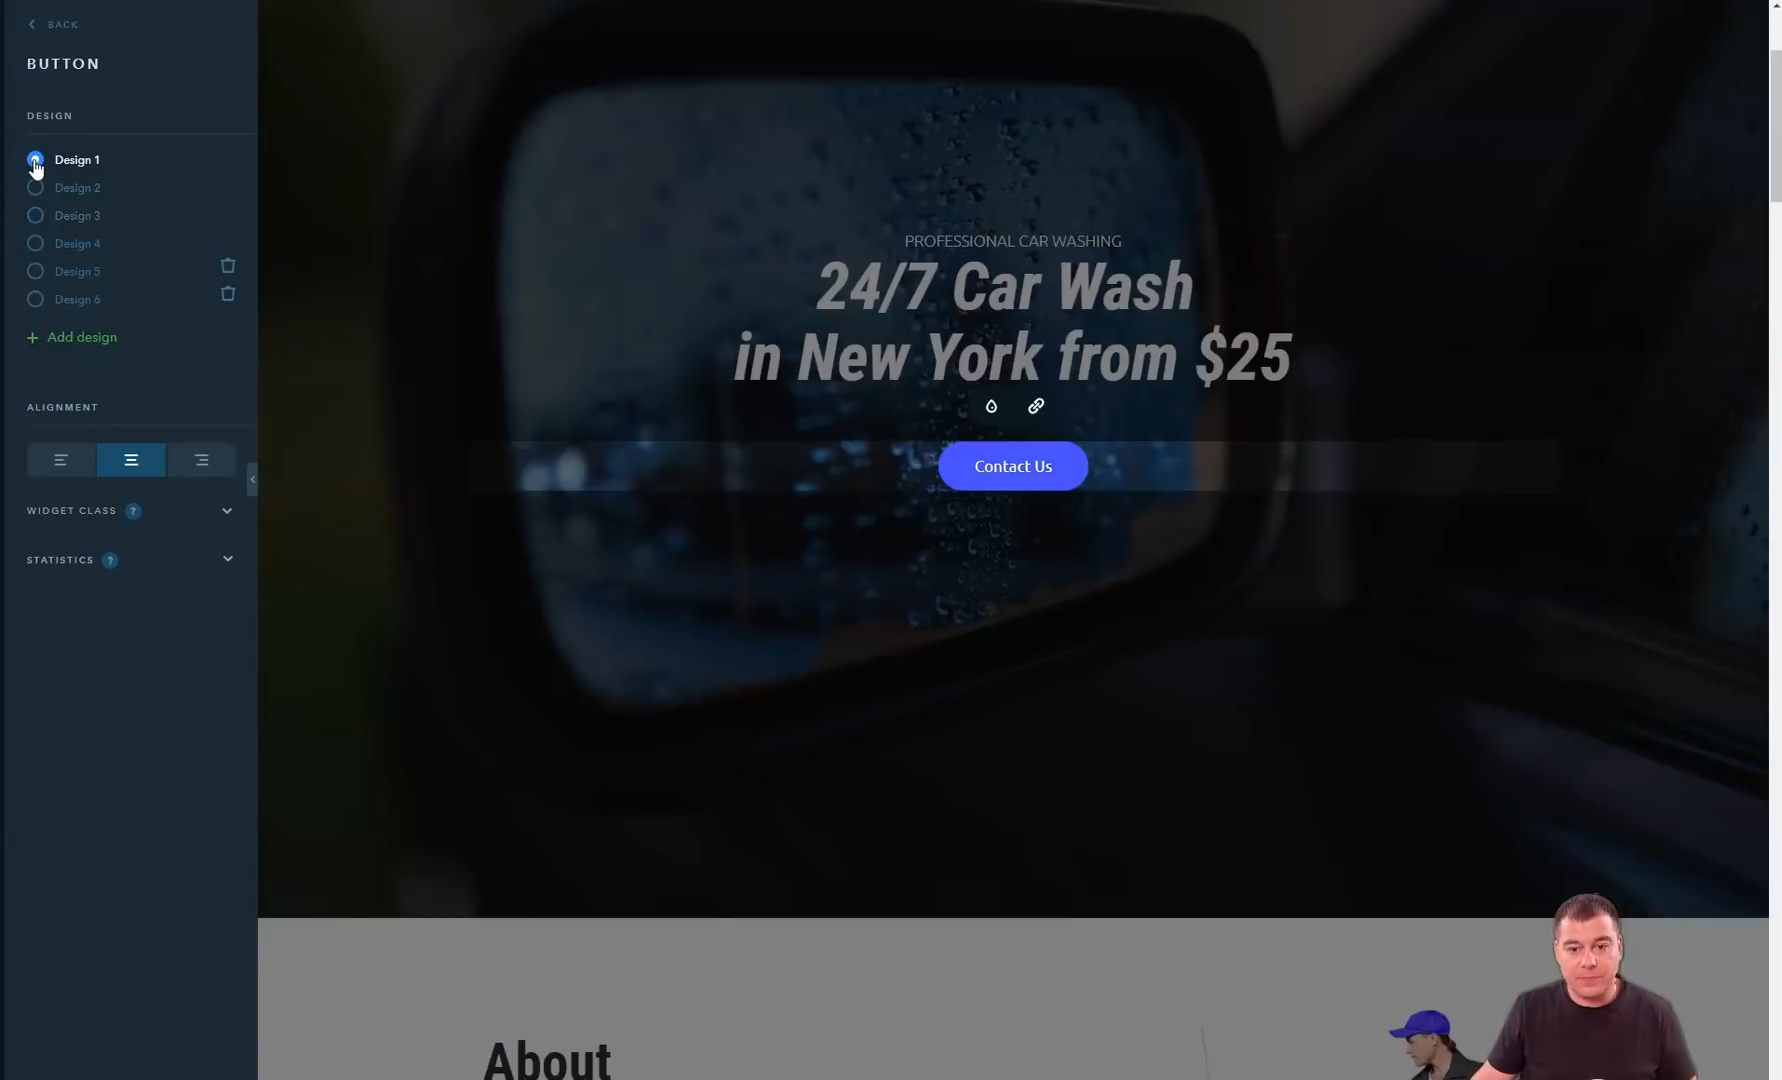 BACK
BUTTON
DESIGN
Design 1
Design 2
Design 3
Design 4
Design 5
Design 6
+ Add design
ALIGNMENT
WIDGET CLASS ?
STATISTICS ?
PROFESSIONAL CAR WASHING
24/7 Car Wash
in New York from $25
Contact Us
About